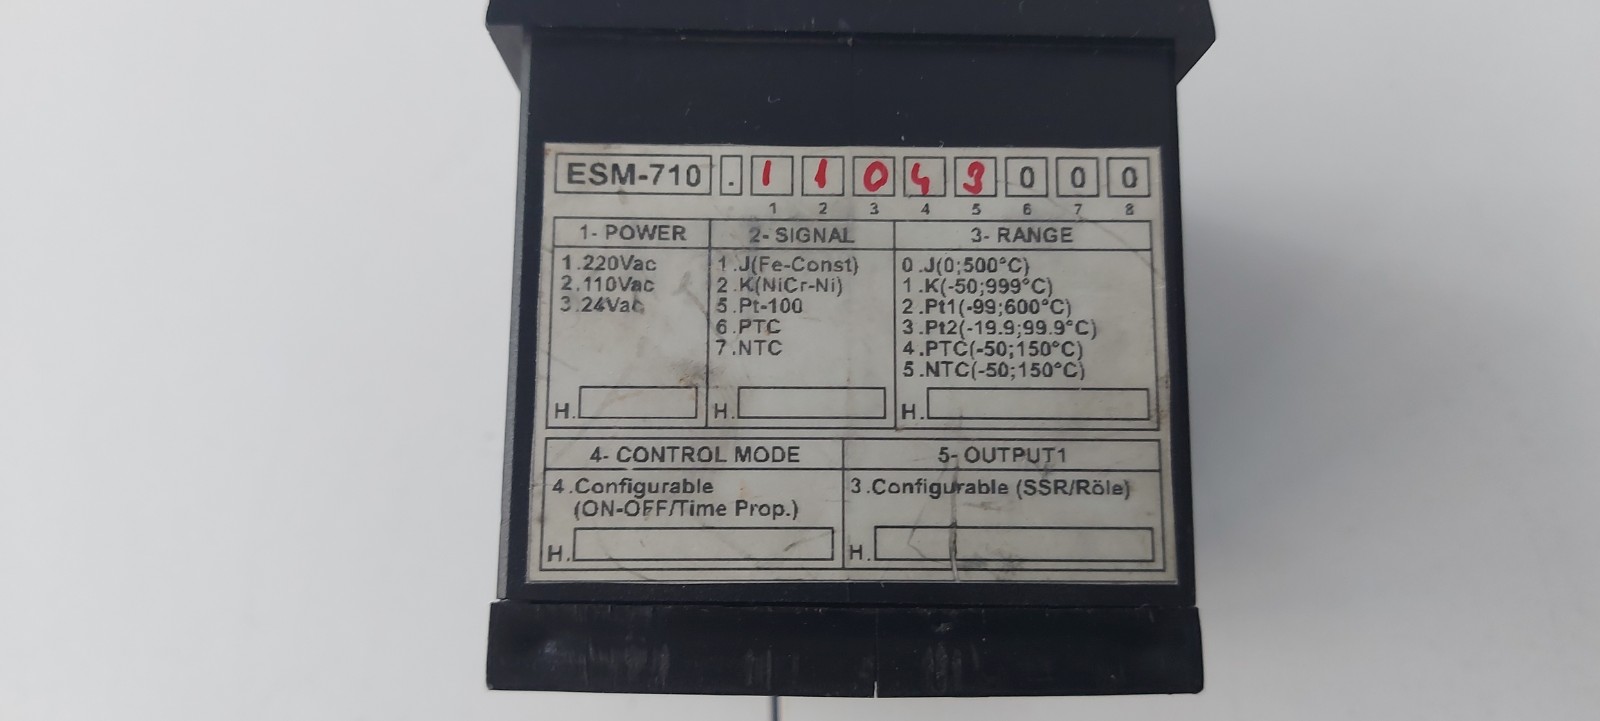 ESM-710 . 1 1 0 4 3 0 0 0
1 2 3 4 5 6 7 8
1- POWER 2- SIGNAL 3- RANGE
1.220Vac 1.J(Fe-Const) 0.J(0;500°C)
2.110Vac 2.K(NiCr-Ni) 1.K(-50;999°C)
3.24Vac 5.Pt-100 2.Pt1(-99;600°C)
6.PTC 3.Pt2(-19.9;99.9°C)
7.NTC 4.PTC(-50;150°C)
5.NTC(-50;150°C)
H. H. H.
4- CONTROL MODE 5- OUTPUT1
4.Configurable 3.Configurable (SSR/Röle)
(ON-OFF/Time Prop.)
H. H.